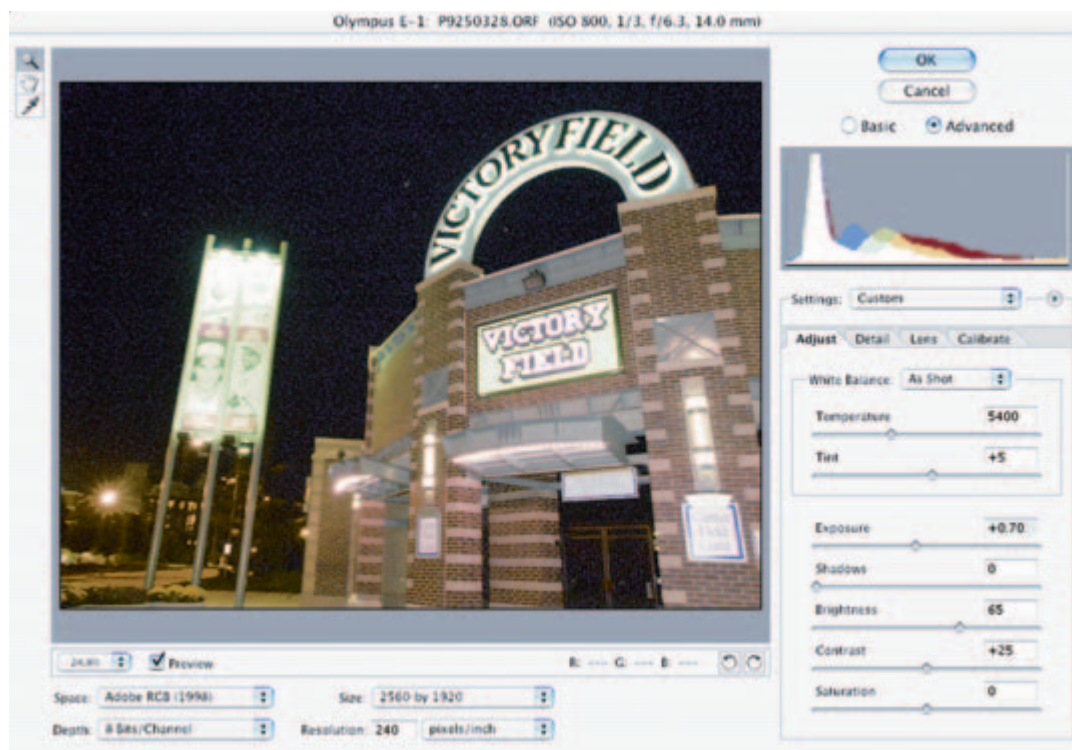 Olympus E-1: P9250328.ORF (ISO 800, 1/3, f/6.3, 14.0 mm)
OK
Cancel
Basic Advanced
VICTORY FIELD
VICTORY
FIELD
Settings: Custom
Adjust Detail Lens Calibrate
White Balance: As Shot
Temperature 5400
Tint +5
Exposure +0.70
Shadows 0
Brightness 65
Contrast +25
Saturation 0
Preview
R: --- G: --- B: ---
Space: Adobe RGB (1998)
Size: 2560 by 1920
Depth: 8 Bits/Channel
Resolution: 240 pixels/inch